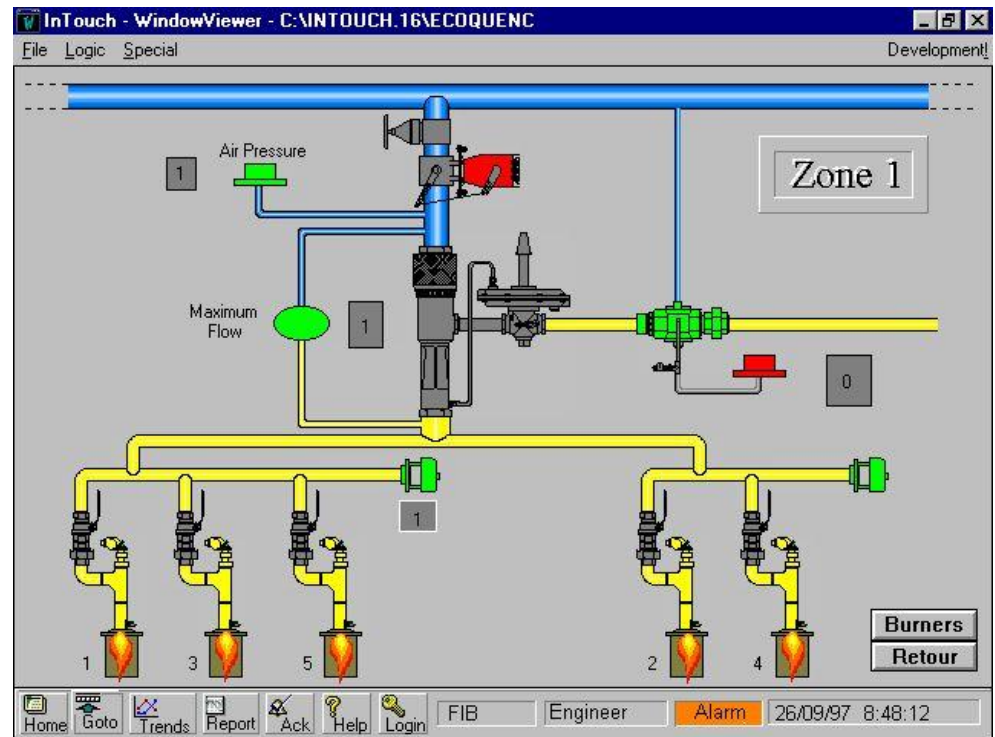 InTouch - WindowViewer - C:\INTOUCH.16\ECOQUENC
File Logic Special Development!
Air Pressure
1
Zone 1
Maximum
Flow
1
0
1
1 3 5 2 4
Burners
Retour
Home Goto Trends Report Ack Help Login FIB Engineer Alarm 26/09/97 8:48:12